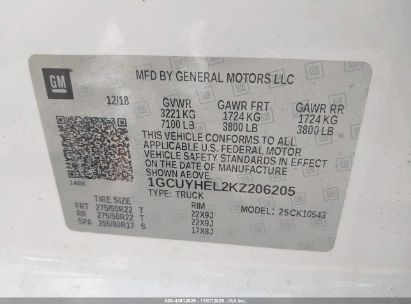 GM
MFD BY GENERAL MOTORS LLC
12/18 GVWR GAWR FRT GAWR RR
3221 KG 1724 KG 1724 KG
7100 LB 3800 LB 3800 LB
THIS VEHICLE CONFORMS TO ALL APPLICABLE
U.S. FEDERAL MOTOR VEHICLE SAFETY
STANDARDS IN EFFECT ON THE DATE OF MANUFACTURE
SHOWN ABOVE.
1GCUYHEL2KZ206205
TYPE: TRUCK MODEL: 25CK10543
TIRE SIZE RIM
FRT 275/50R22 T 22X9J
RR 275/50R22 T 22X9J
SPA 255/80R17 S 17X8J